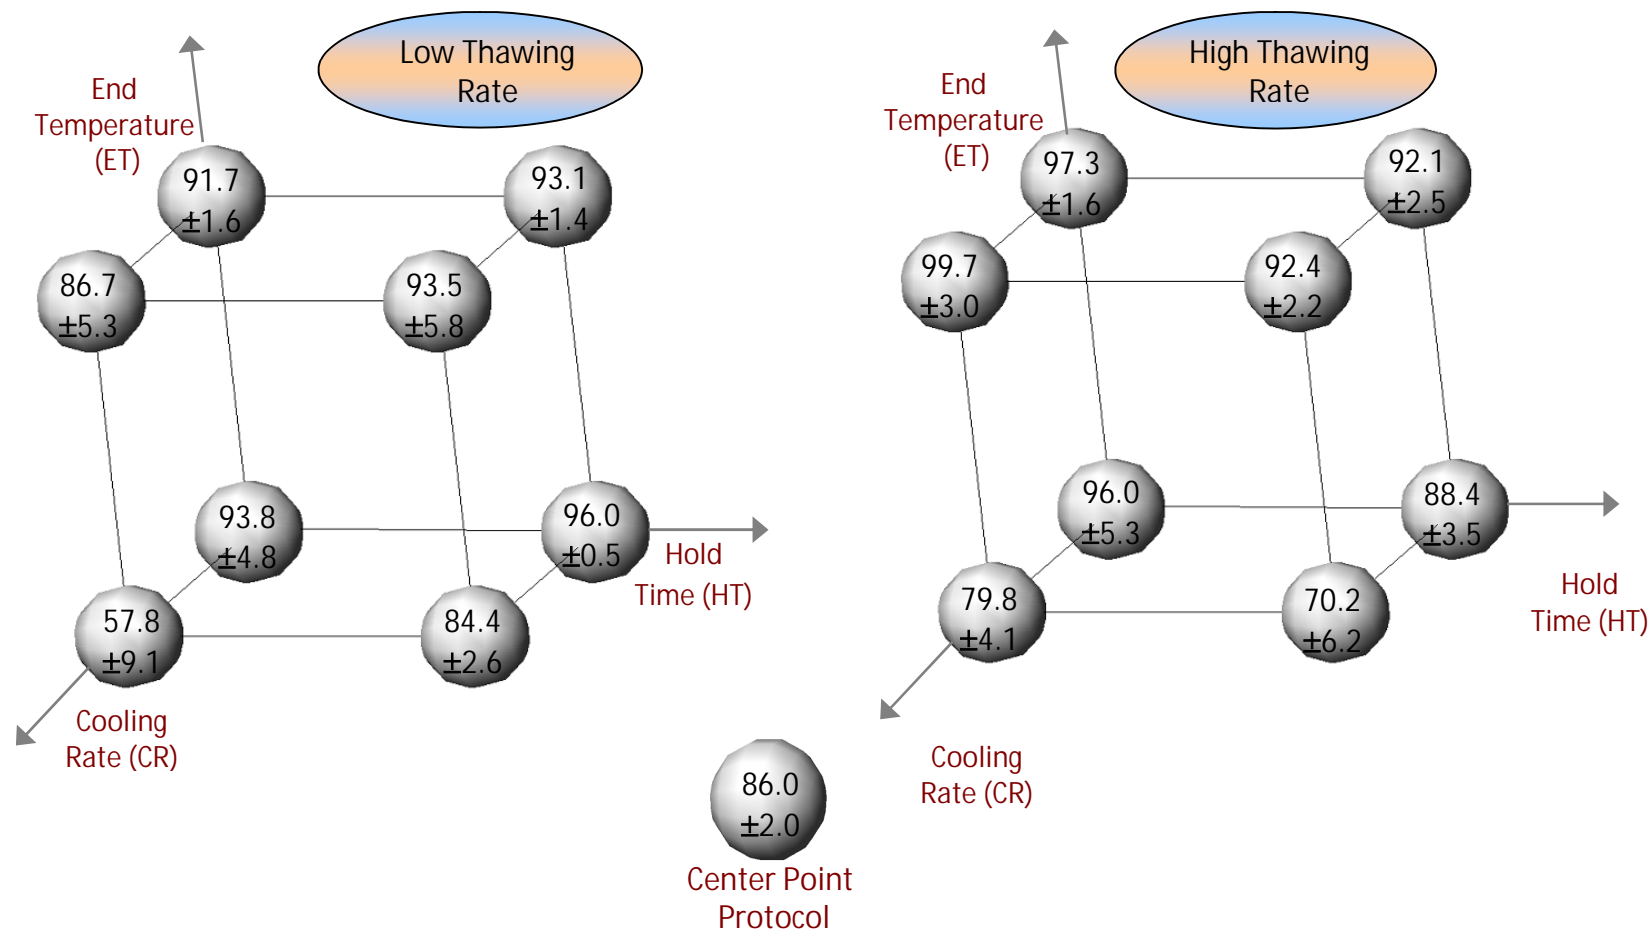 Low Thawing
Rate
End
Temperature
(ET)
91.7
±1.6
93.1
±1.4
86.7
±5.3
93.5
±5.8
93.8
±4.8
96.0
±0.5
Hold
Time (HT)
57.8
±9.1
84.4
±2.6
Cooling
Rate (CR)
High Thawing
Rate
End
Temperature
(ET)
97.3
±1.6
92.1
±2.5
99.7
±3.0
92.4
±2.2
96.0
±5.3
88.4
±3.5
Hold
Time (HT)
79.8
±4.1
70.2
±6.2
Cooling
Rate (CR)
86.0
±2.0
Center Point
Protocol